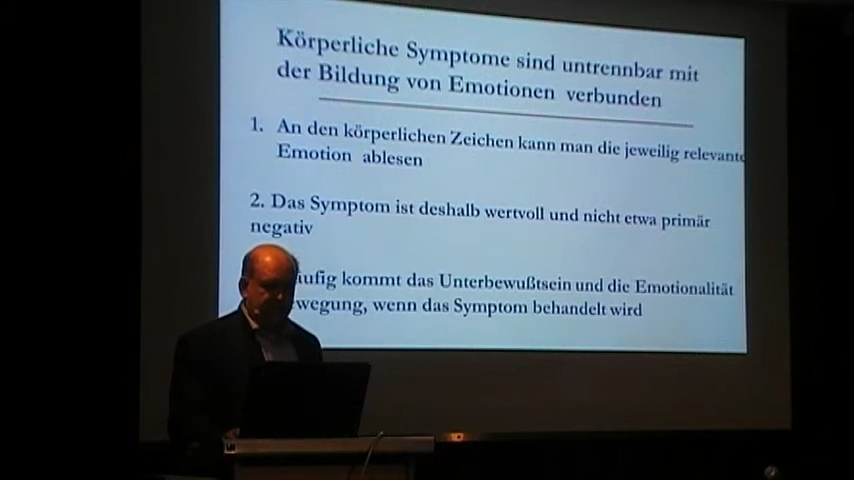 Körperliche Symptome sind untrennbar mit
der Bildung von Emotionen verbunden
1. An den körperlichen Zeichen kann man die jeweilig relevante
Emotion ablesen
2. Das Symptom ist deshalb wertvoll und nicht etwa primär
negativ
kommt das Unterbewußtsein und die Emotionalität
wenn das Symptom behandelt wird